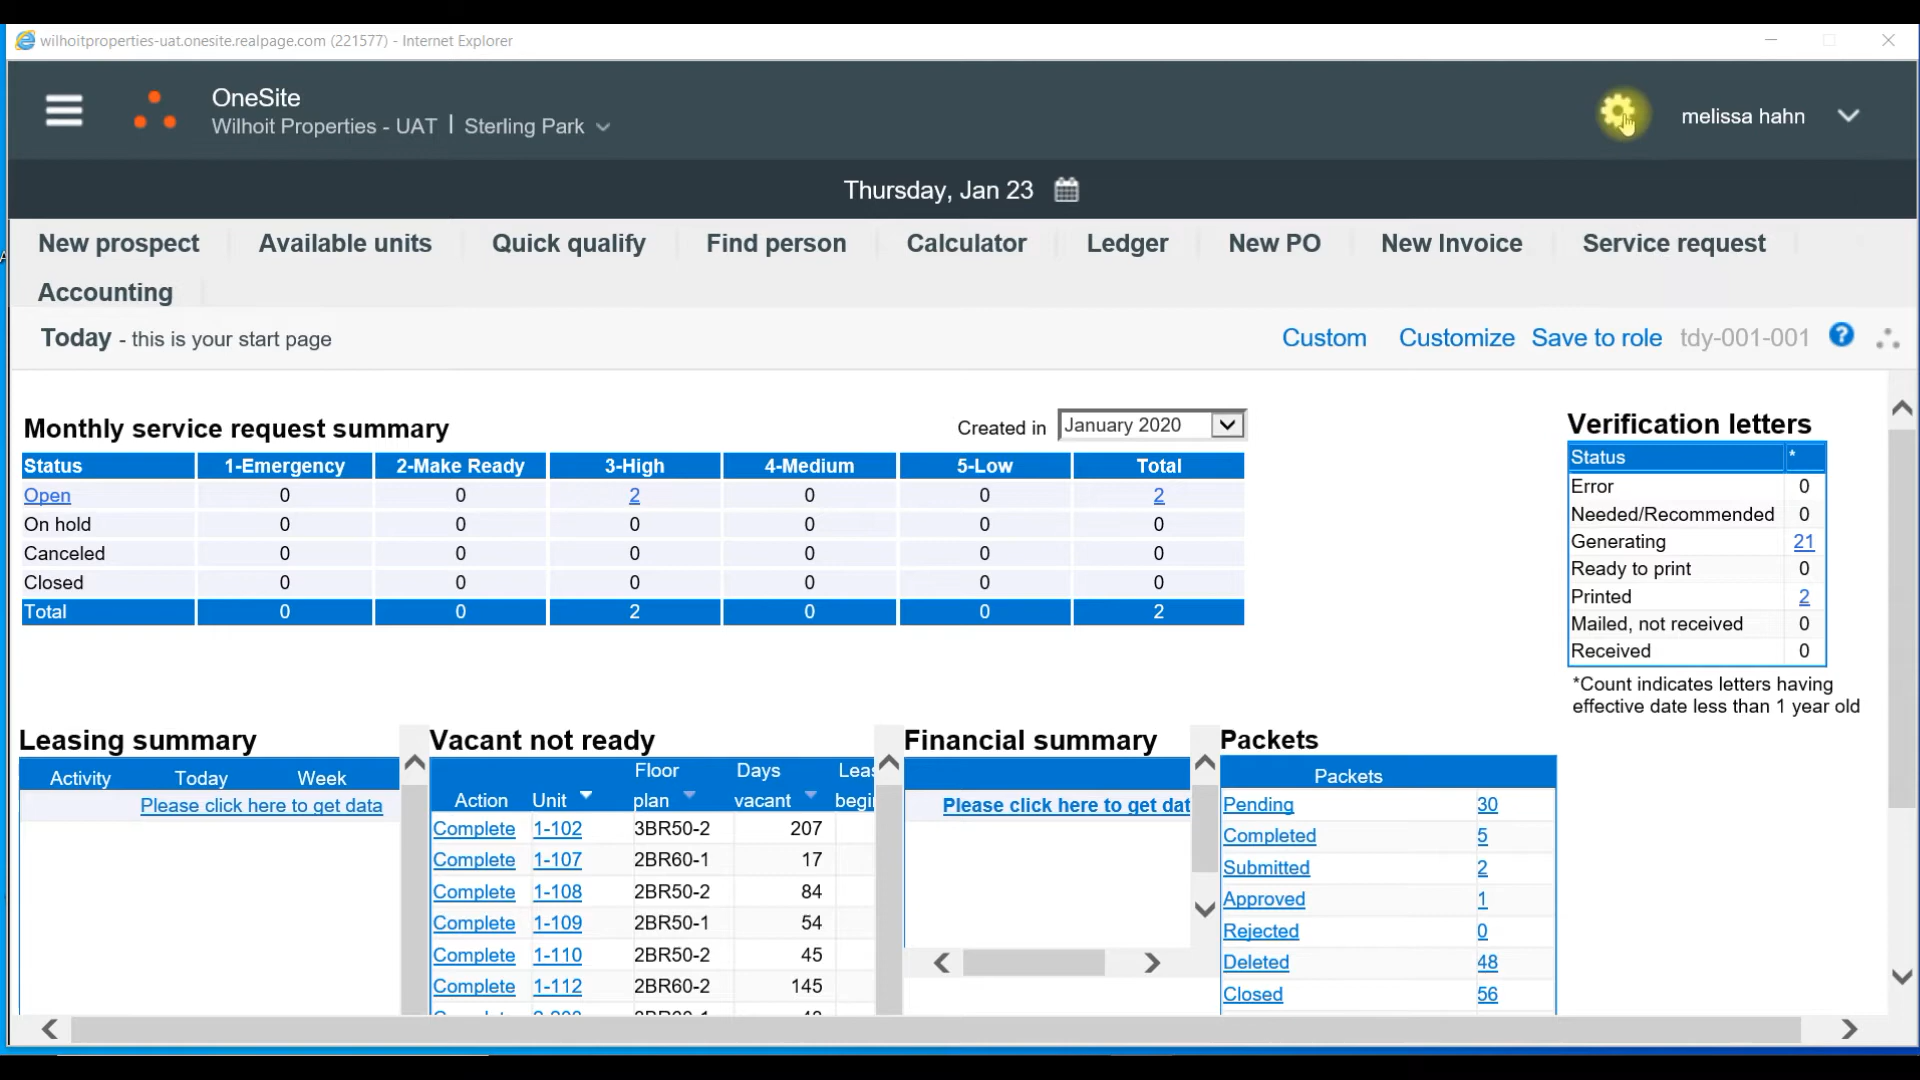 wilhoitproperties-uat.onesite.realpage.com (221577) - Internet Explorer
OneSite
Wilhoit Properties - UAT | Sterling Park
melissa hahn
Thursday, Jan 23
New prospect Available units Quick qualify Find person Calculator Ledger New PO New Invoice Service request
Accounting
Today - this is your start page
Custom Customize Save to role tdy-001-001 ?
Monthly service request summary
Created in January 2020
Status 1-Emergency 2-Make Ready 3-High 4-Medium 5-Low Total
Open 0 0 2 0 0 2
On hold 0 0 0 0 0 0
Canceled 0 0 0 0 0 0
Closed 0 0 0 0 0 0
Total 0 0 2 0 0 2
Verification letters
Status *
Error 0
Needed/Recommended 0
Generating 21
Ready to print 0
Printed 2
Mailed, not received 0
Received 0
*Count indicates letters having
effective date less than 1 year old
Leasing summary
Activity Today Week
Please click here to get data
Vacant not ready
Floor Days Leas
Action Unit plan vacant begin
Complete 1-102 3BR50-2 207
Complete 1-107 2BR60-1 17
Complete 1-108 2BR50-2 84
Complete 1-109 2BR50-1 54
Complete 1-110 2BR50-2 45
Complete 1-112 2BR60-2 145
Financial summary
Please click here to get dat
Packets
Packets
Pending 30
Completed 5
Submitted 2
Approved 1
Rejected 0
Deleted 48
Closed 56